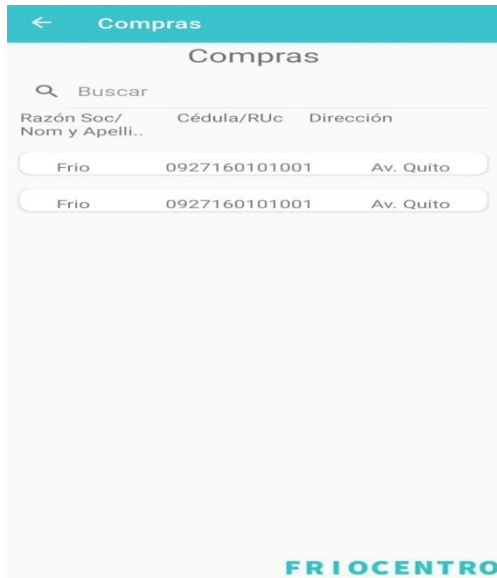 Compras
Compras
Buscar
Razón Soc/ Cédula/RUc Dirección
Nom y Apelli..
Frio 0927160101001 Av. Quito
Frio 0927160101001 Av. Quito
FRIOCENTRO